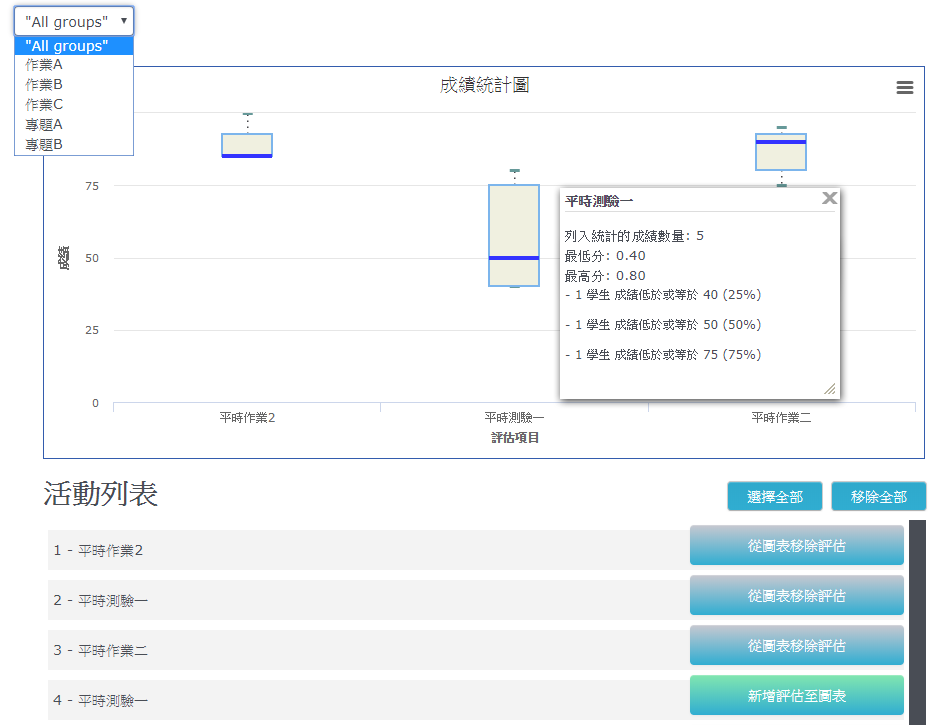 "All groups"
"All groups"
作業A
作業B
作業C
專題A
專題B
成績統計圖
成績
75
50
25
0
平時作業2
平時測驗一
平時作業二
評估項目
平時測驗一
列入統計的成績數量: 5
最低分: 0.40
最高分: 0.80
- 1 學生 成績低於或等於 40 (25%)
- 1 學生 成績低於或等於 50 (50%)
- 1 學生 成績低於或等於 75 (75%)
活動列表
選擇全部
移除全部
1 - 平時作業2
從圖表移除評估
2 - 平時測驗一
從圖表移除評估
3 - 平時作業二
從圖表移除評估
4 - 平時測驗一
新增評估至圖表